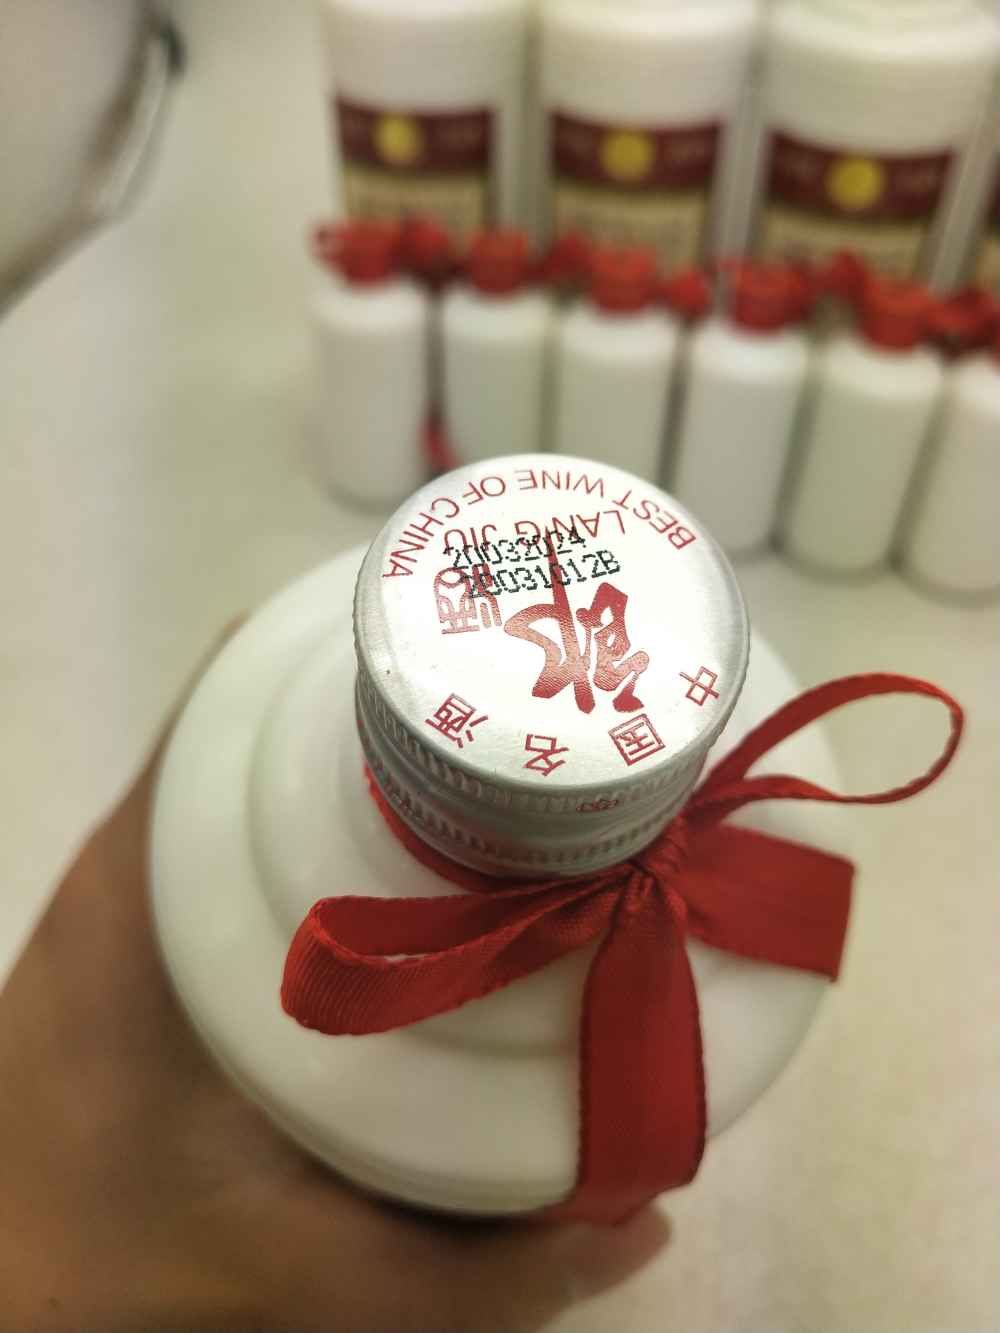 BEST WINE OF CHINA
LANG JIU
20032024
20031012B
郎
中国名酒